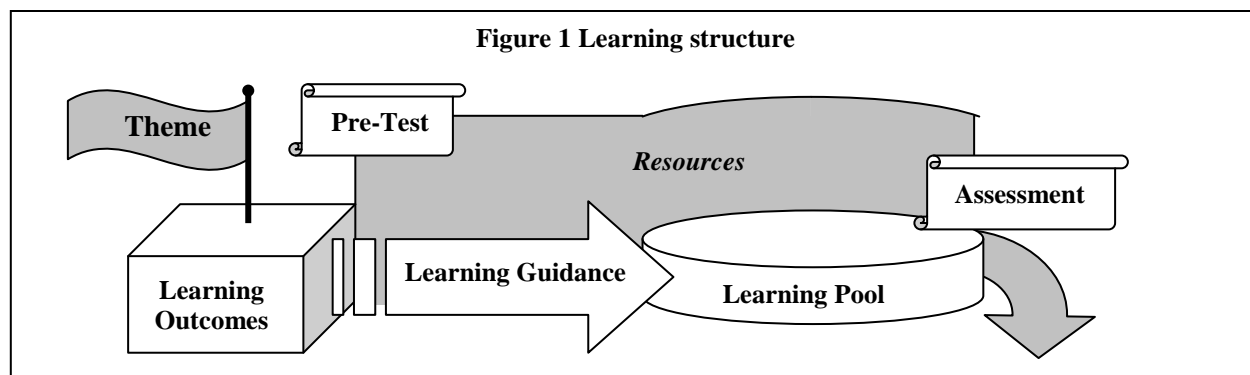 Figure 1 Learning structure
Theme
Pre-Test
Resources
Assessment
Learning
Outcomes
Learning Guidance
Learning Pool